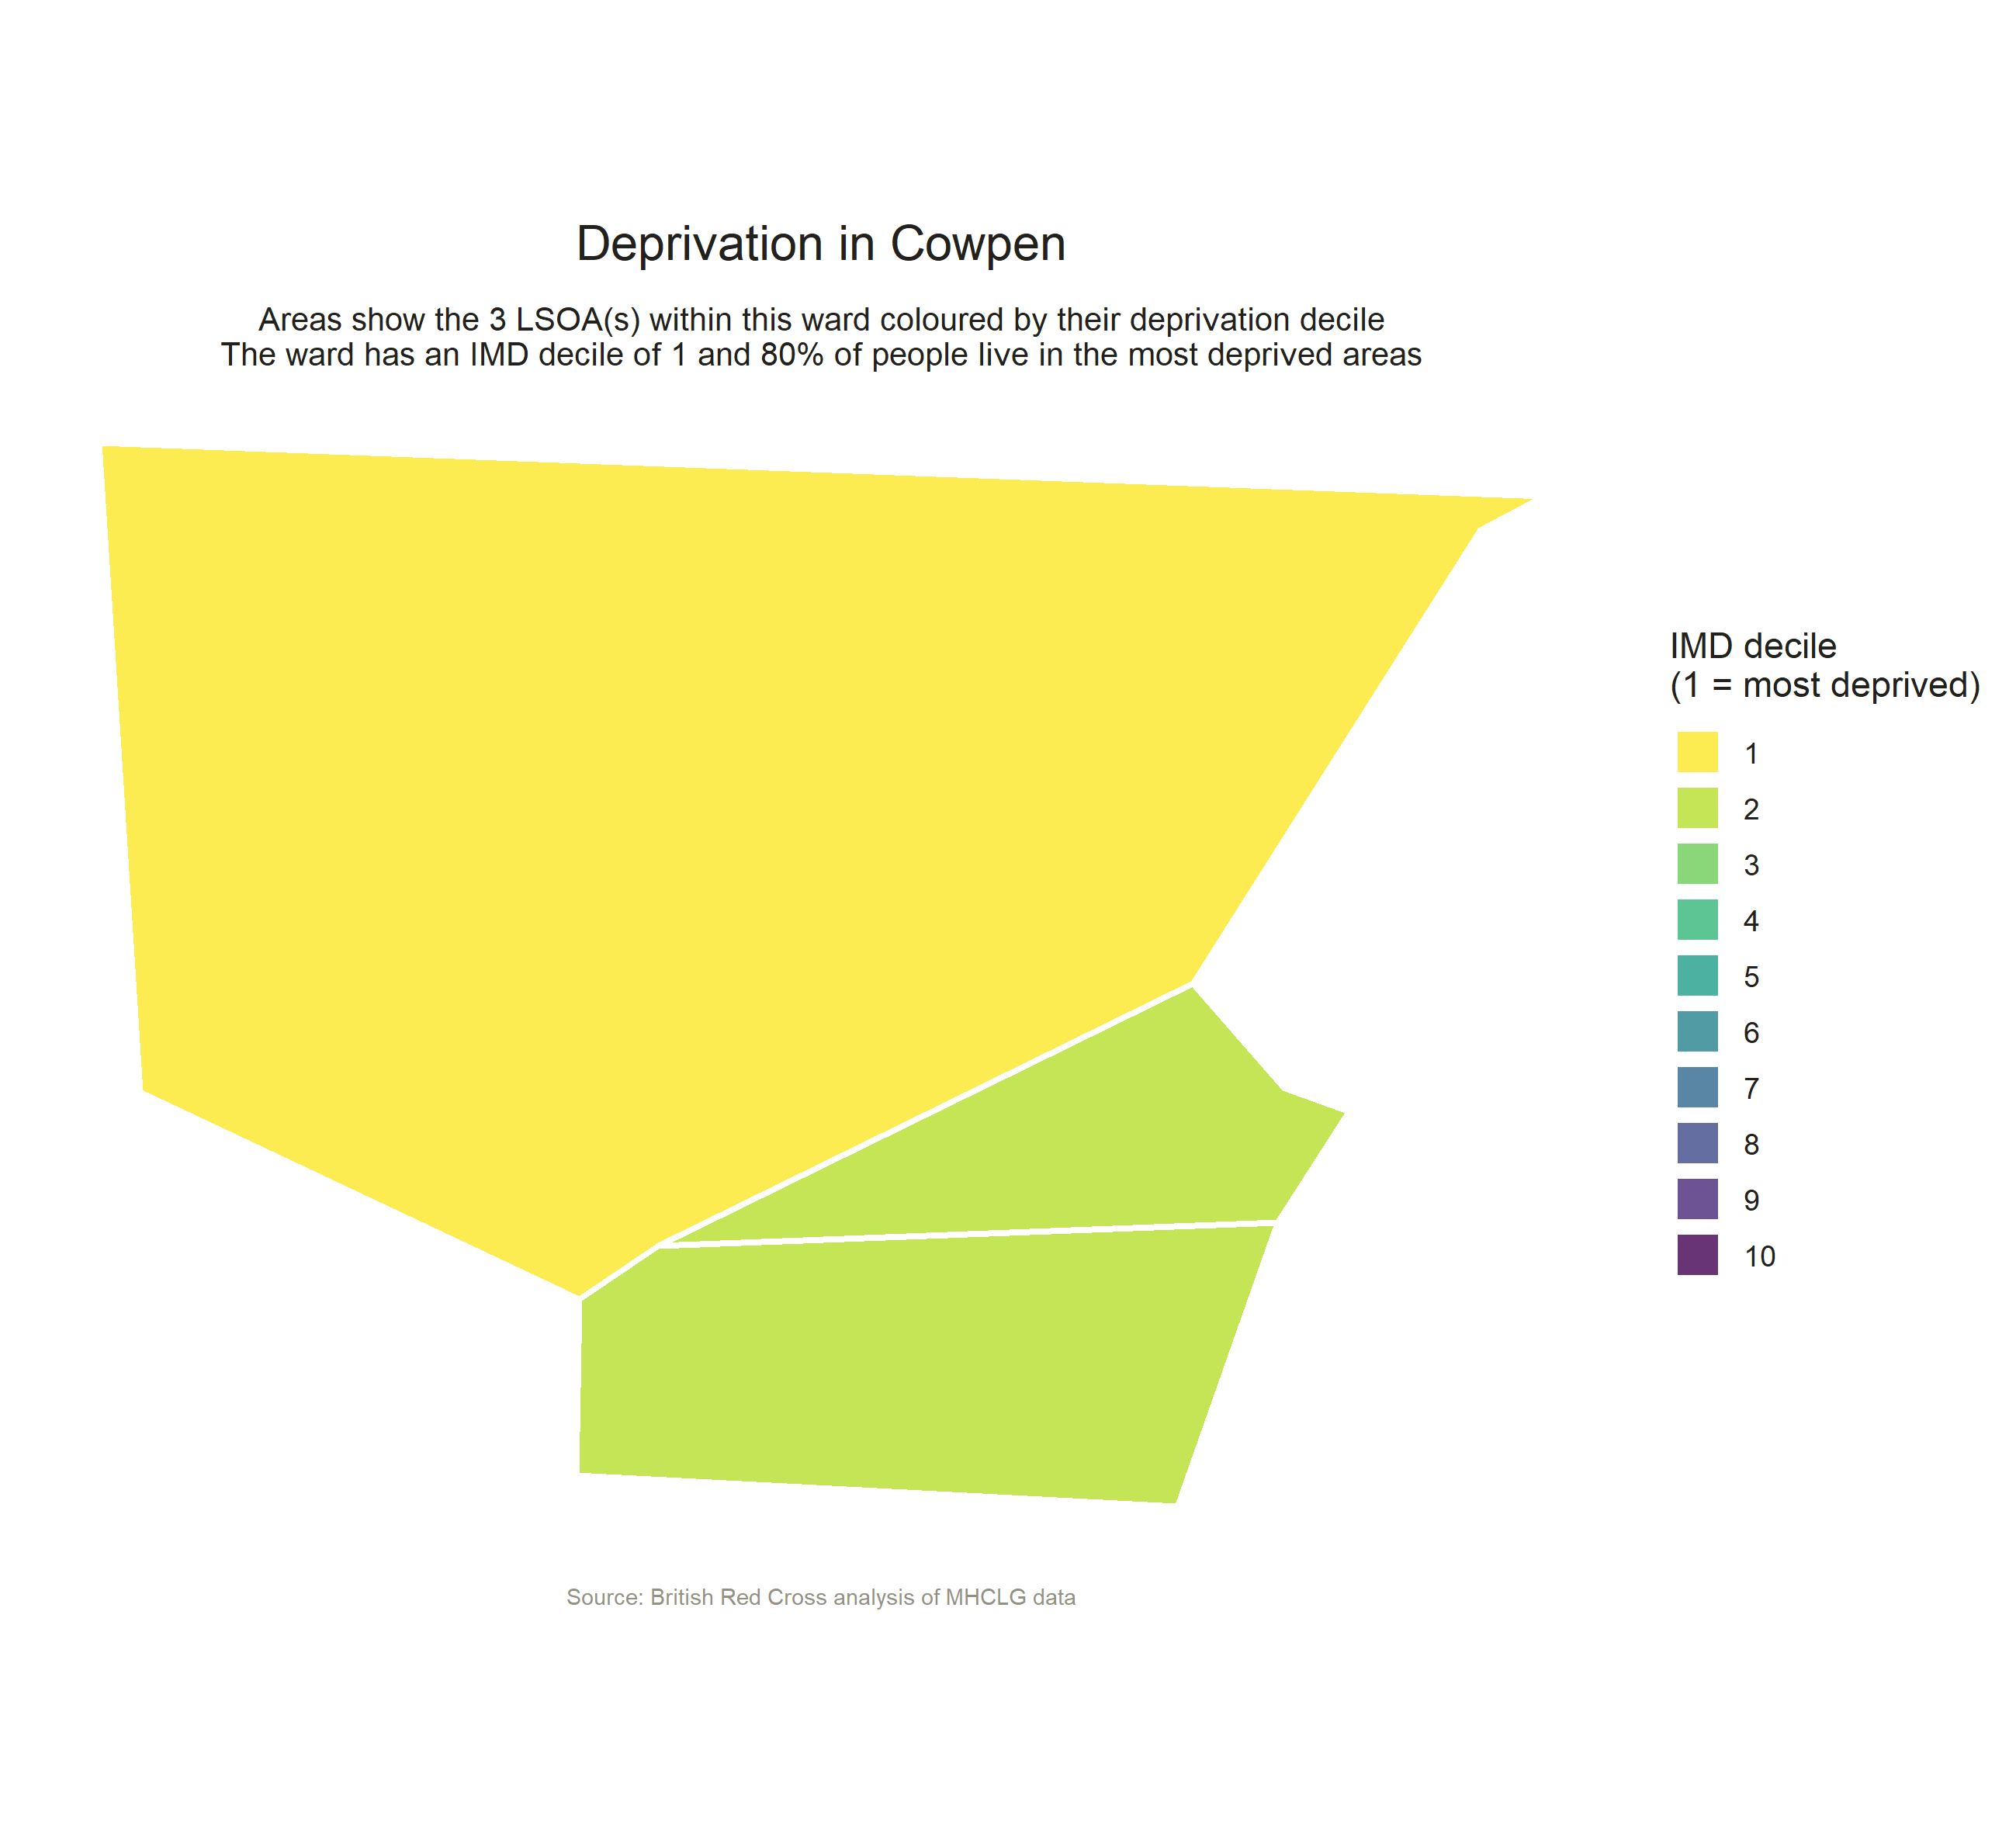 Deprivation in Cowpen
Areas show the 3 LSOA(s) within this ward coloured by their deprivation decile
The ward has an IMD decile of 1 and 80% of people live in the most deprived areas
IMD decile
(1 = most deprived)
1
2
3
4
5
6
7
8
9
10
Source: British Red Cross analysis of MHCLG data